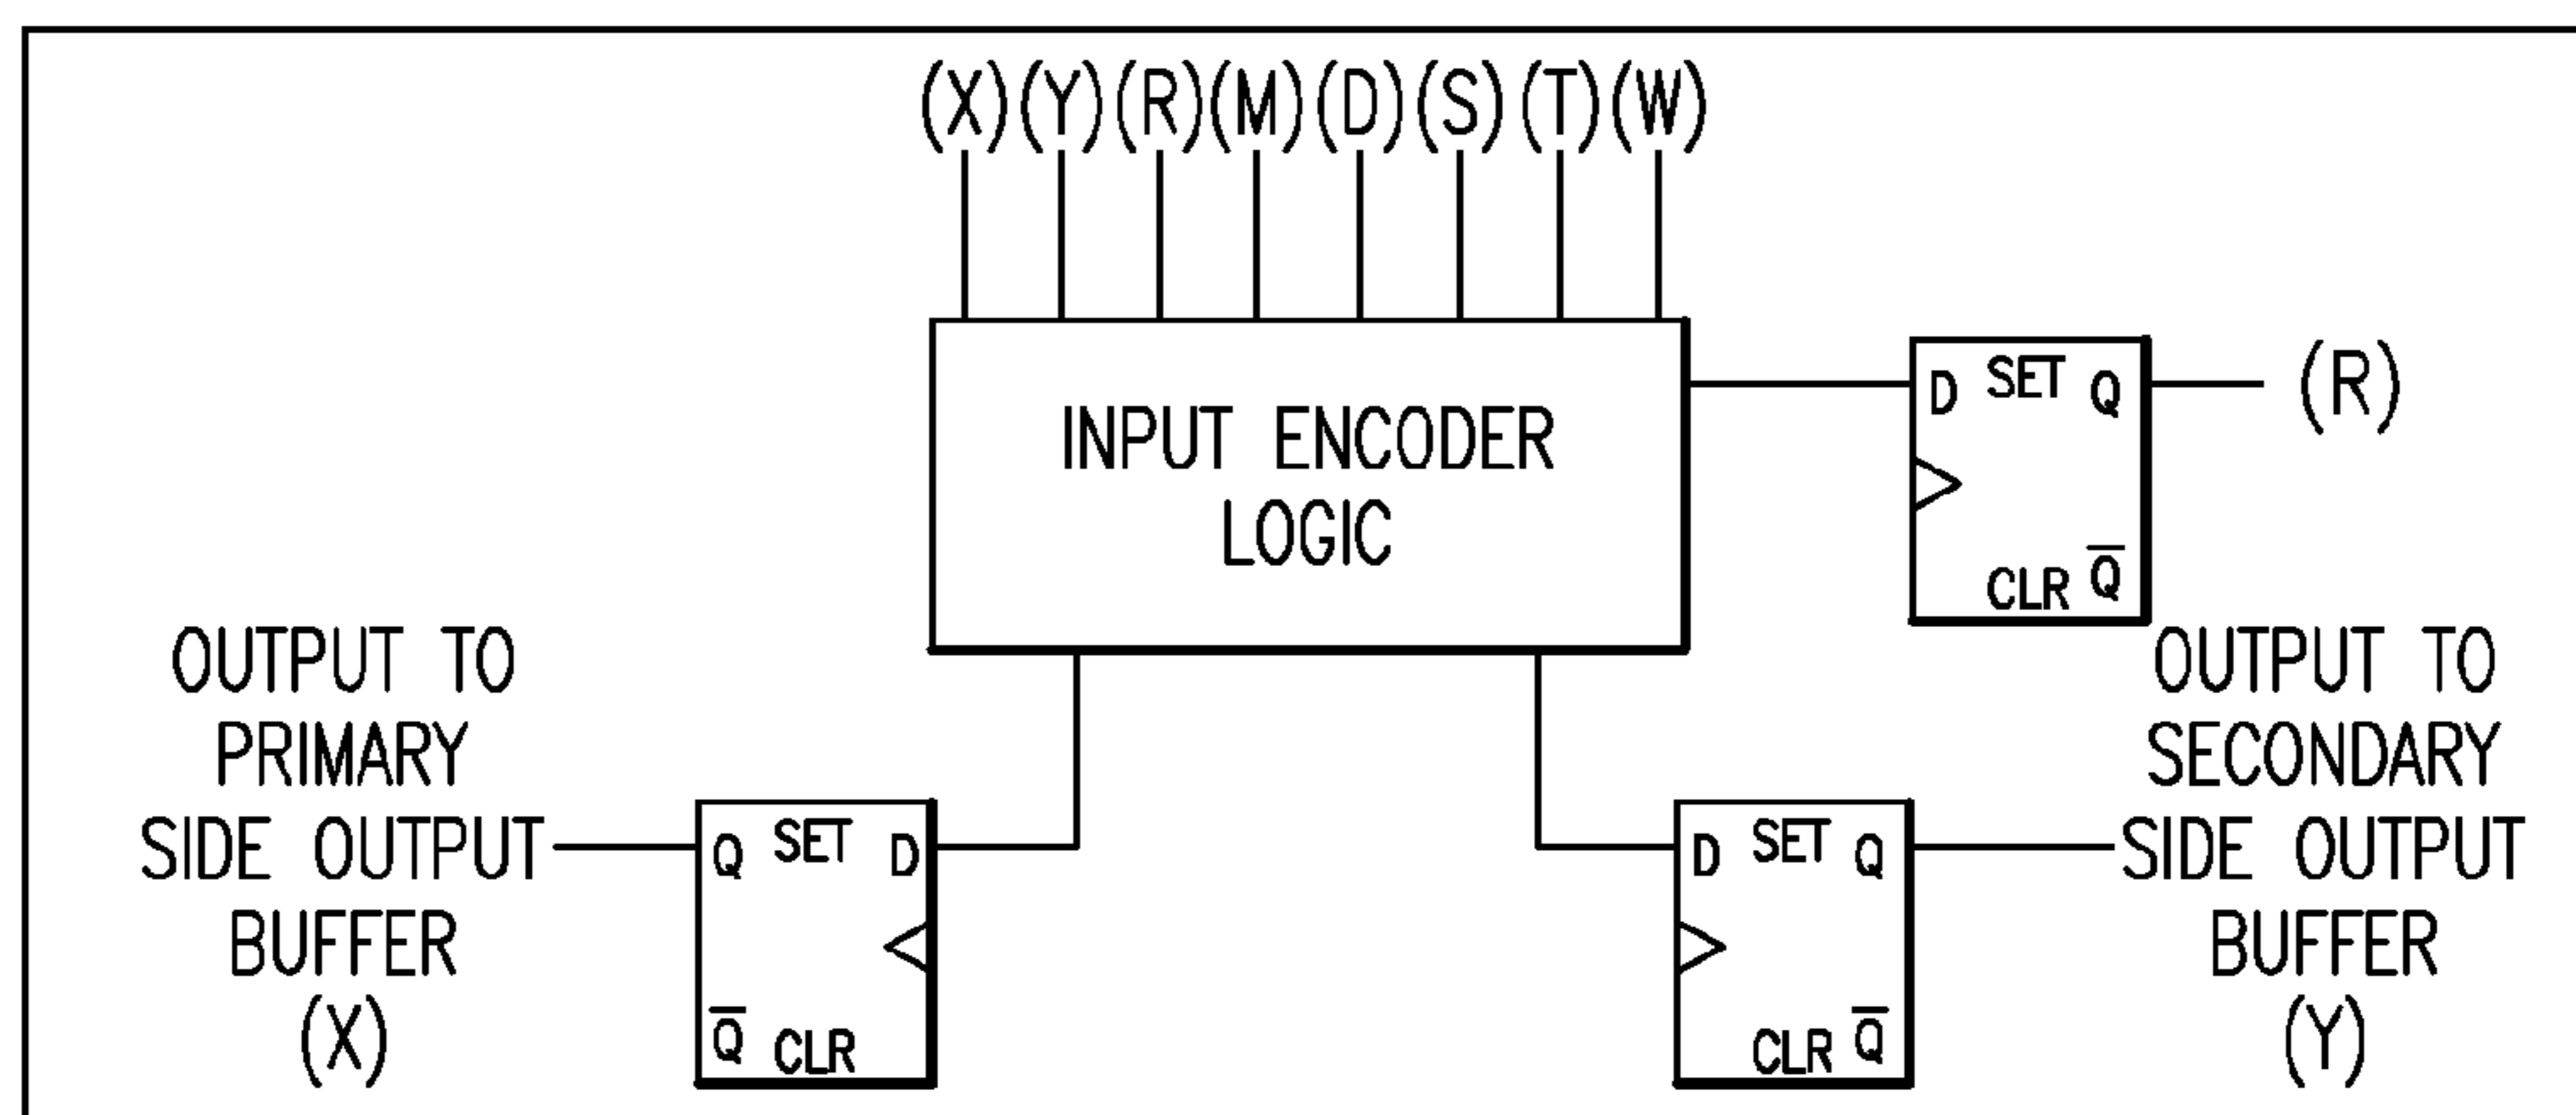 (X) (Y) (R) (M) (D) (S) (T) (W)
INPUT ENCODER
LOGIC
D SET Q
CLR Q̅
(R)
OUTPUT TO
PRIMARY
SIDE OUTPUT
BUFFER
(X)
Q SET D
Q̅ CLR
D SET Q
CLR Q̅
OUTPUT TO
SECONDARY
SIDE OUTPUT
BUFFER
(Y)